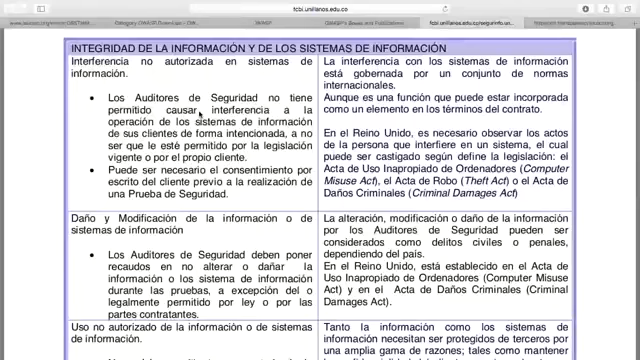 fcbi.unillanos.edu.co
fcbi.unillanos.edu.co/segurinfo.un...
INTEGRIDAD DE LA INFORMACIÓN Y DE LOS SISTEMAS DE INFORMACIÓN
Interferencia no autorizada en sistemas de
información.
• Los Auditores de Seguridad no tiene
permitido causar interferencia a la
operación de los sistemas de información
de sus clientes de forma intencionada, a no
ser que le esté permitido por la legislación
vigente o por el propio cliente.
• Puede ser necesario el consentimiento por
escrito del cliente previo a la realización de
una Prueba de Seguridad.
La interferencia con los sistemas de información
está gobernada por un conjunto de normas
internacionales.
Aunque es una función que puede estar incorporada
como un elemento en los términos del contrato.
En el Reino Unido, es necesario observar los actos
de la persona que interfiere en un sistema, el cual
puede ser castigado según define la legislación: el
Acta de Uso Inapropiado de Ordenadores (Computer
Misuse Act), el Acta de Robo (Theft Act) o el Acta de
Daños Criminales (Criminal Damages Act)
Daño y Modificación de la información o de
sistemas de información
• Los Auditores de Seguridad deben poner
recaudos en no alterar o dañar la
información o los sistemas de información
durante las pruebas, a excepción del o
legalmente permitido por ley o por las
partes contratantes.
La alteración, modificación o daño de la información
por los Auditores de Seguridad pueden ser
considerados como delitos civiles o penales,
dependiendo del país.
En el Reino Unido, está establecido en el Acta de
Uso Inapropiado de Ordenadores (Computer Misuse
Act) y en el Acta de Daños Criminales (Criminal
Damages Act).
Uso no autorizado de la información o de sistemas
de información.
Tanto la información como los sistemas de
información necesitan ser protegidos de terceros por
una amplia gama de razones; tales como mantener